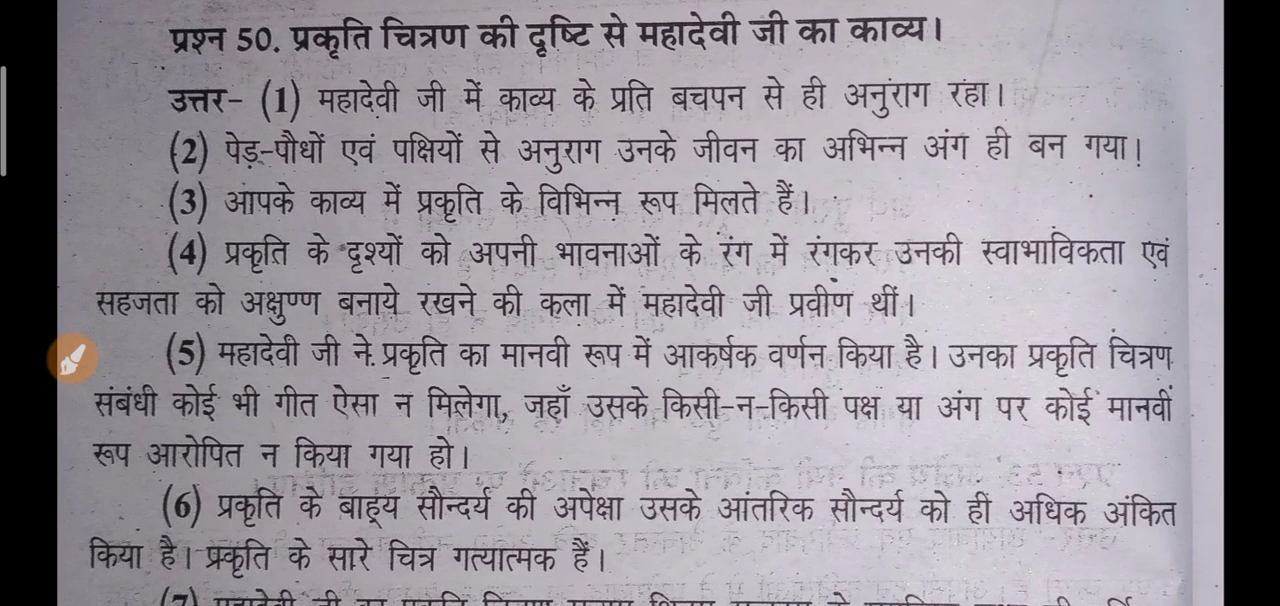 प्रश्न 50. प्रकृति चित्रण की दृष्टि से महादेवी जी का काव्य।
उत्तर- (1) महादेवी जी में काव्य के प्रति बचपन से ही अनुराग रहा।
(2) पेड़-पौधों एवं पक्षियों से अनुराग उनके जीवन का अभिन्न अंग ही बन गया।
(3) आपके काव्य में प्रकृति के विभिन्न रूप मिलते हैं।
(4) प्रकृति के दृश्यों को अपनी भावनाओं के रंग में रंगकर उनकी स्वाभाविकता एवं
सहजता को अक्षुण्ण बनाये रखने की कला में महादेवी जी प्रवीण थीं।
(5) महादेवी जी ने प्रकृति का मानवी रूप में आकर्षक वर्णन किया है। उनका प्रकृति चित्रण
संबंधी कोई भी गीत ऐसा न मिलेगा, जहाँ उसके किसी-न-किसी पक्ष या अंग पर कोई मानवीं
रूप आरोपित न किया गया हो।
(6) प्रकृति के बाह्य सौन्दर्य की अपेक्षा उसके आंतरिक सौन्दर्य को ही अधिक अंकित
किया है। प्रकृति के सारे चित्र गत्यात्मक हैं।
(7) महादेवी जी का